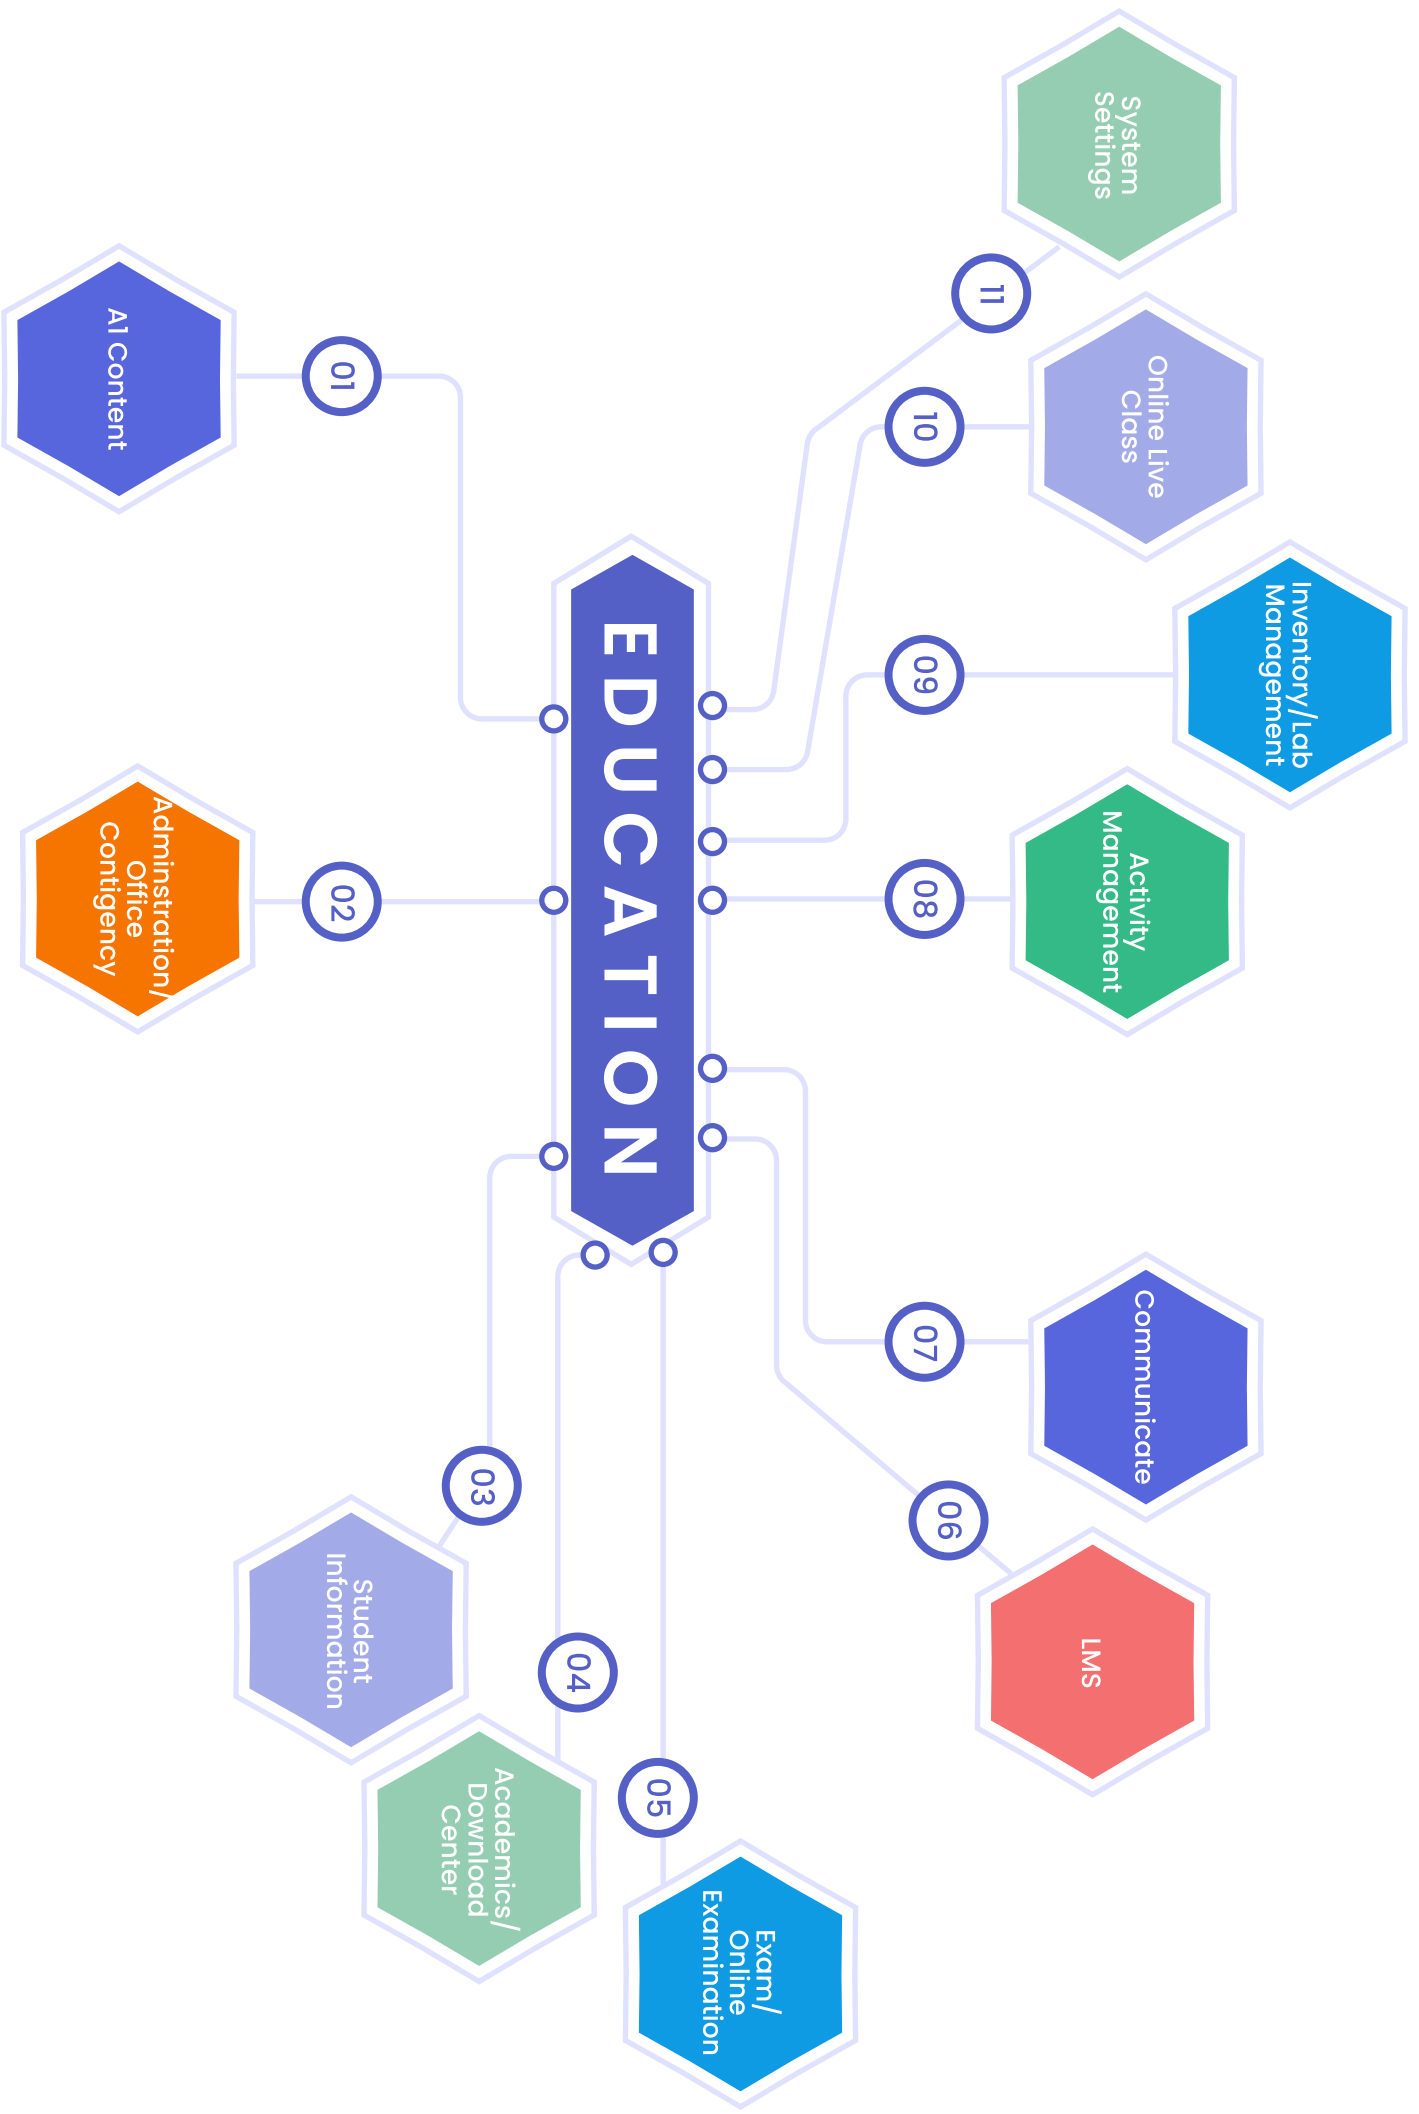 EDUCATION
01
A1 Content
02
Adminstration/
Office
Contigency
03
Student
Information
04
Academics/
Download
Center
05
Exam/
Online
Examination
06
LMS
07
Communicate
08
Activity
Management
09
Inventory/Lab
Management
10
Online Live
Class
11
System
Settings